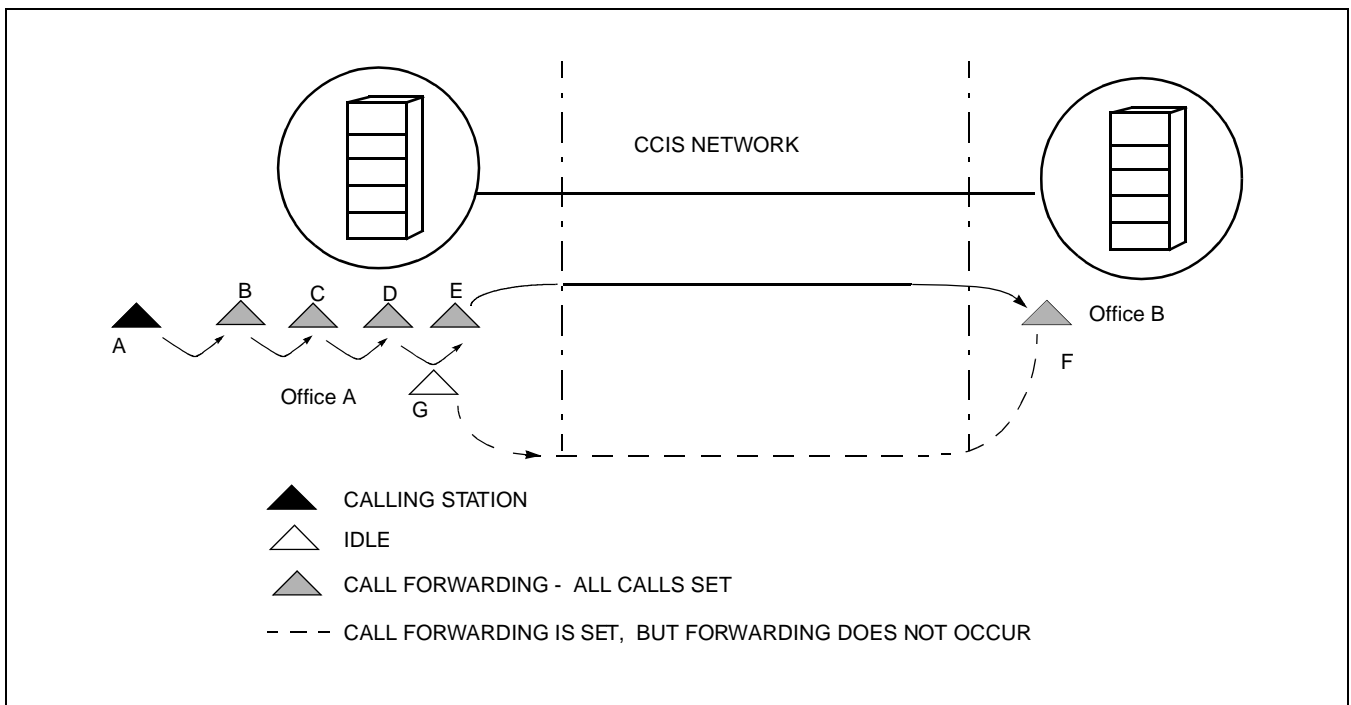 CCIS NETWORK
B
C
D
E
A
Office B
F
Office A
G
CALLING STATION
IDLE
CALL FORWARDING - ALL CALLS SET
CALL FORWARDING IS SET, BUT FORWARDING DOES NOT OCCUR